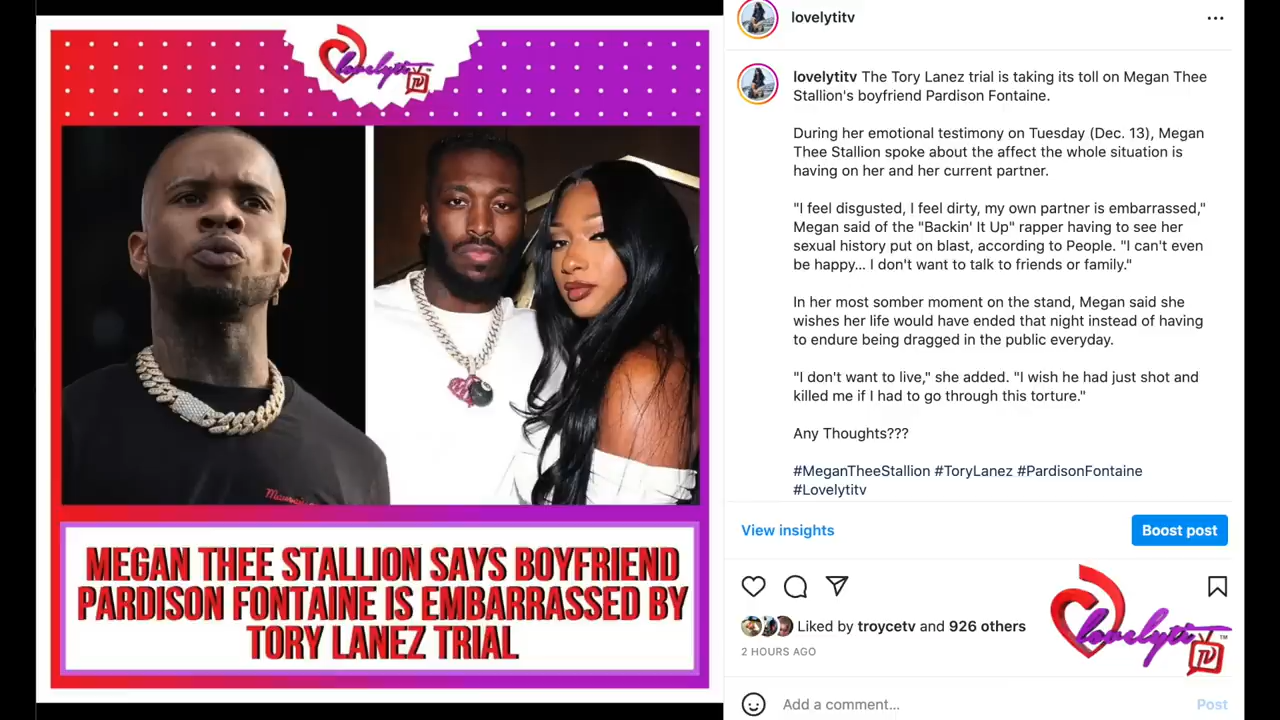 Lovelyti TV
MEGAN THEE STALLION SAYS BOYFRIEND
PARDISON FONTAINE IS EMBARRASSED BY
TORY LANEZ TRIAL
lovelytitv
lovelytitv The Tory Lanez trial is taking its toll on Megan Thee
Stallion's boyfriend Pardison Fontaine.
During her emotional testimony on Tuesday (Dec. 13), Megan
Thee Stallion spoke about the affect the whole situation is
having on her and her current partner.
"I feel disgusted, I feel dirty, my own partner is embarrassed,"
Megan said of the "Backin' It Up" rapper having to see her
sexual history put on blast, according to People. "I can't even
be happy... I don't want to talk to friends or family."
In her most somber moment on the stand, Megan said she
wishes her life would have ended that night instead of having
to endure being dragged in the public everyday.
"I don't want to live," she added. "I wish he had just shot and
killed me if I had to go through this torture."
Any Thoughts???
#MeganTheeStallion #ToryLanez #PardisonFontaine
#Lovelytitv
View insights
Boost post
Liked by troycetv and 926 others
2 HOURS AGO
Lovelyti TV ™
Add a comment...
Post